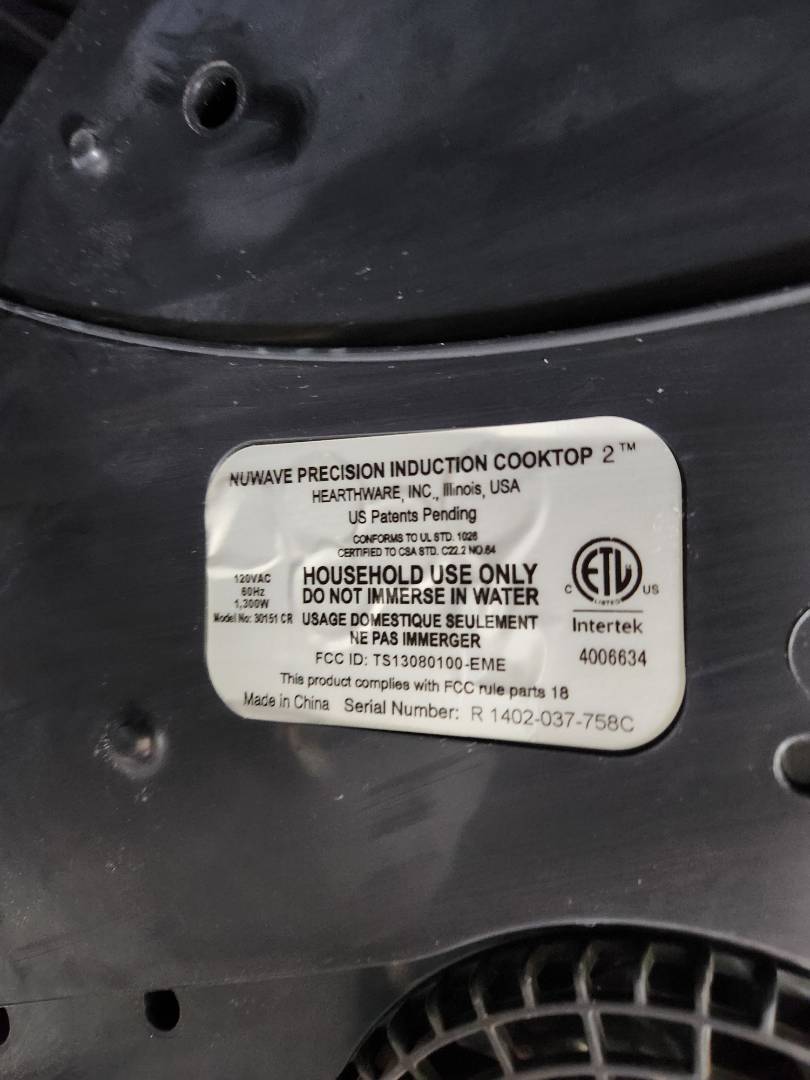 NUWAVE PRECISION INDUCTION COOKTOP 2™
HEARTHWARE, INC., Illinois, USA
US Patents Pending
CONFORMS TO UL STD. 1026
CERTIFIED TO CSA STD. C22.2 NO.64
120VAC
60Hz
1,300W
Model No: 30151 CR
HOUSEHOLD USE ONLY
DO NOT IMMERSE IN WATER
USAGE DOMESTIQUE SEULEMENT
NE PAS IMMERGER
C ETL US
LISTED
Intertek
4006634
FCC ID: TS13080100-EME
This product complies with FCC rule parts 18
Made in China Serial Number: R 1402-037-758C